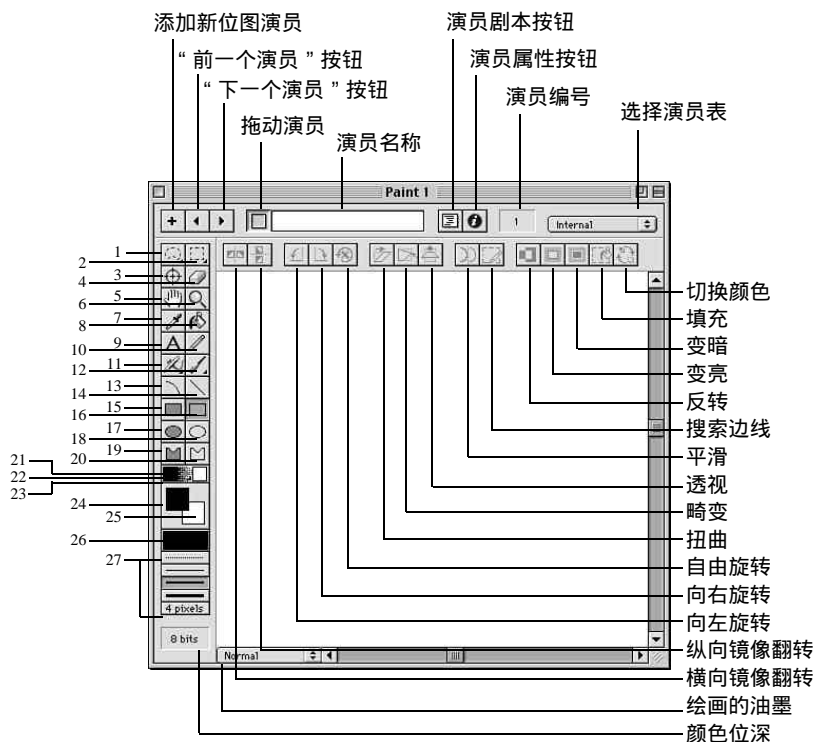 添加新位图演员
“前一个演员”按钮
“下一个演员”按钮
拖动演员
演员名称
演员剧本按钮
演员属性按钮
演员编号
选择演员表
Paint 1
1
Internal
1
2
3
4
5
6
7
8
9
10
11
12
13
14
15
16
17
18
19
20
21
22
23
24
25
26
27
4 pixels
8 bits
Normal
切换颜色
填充
变暗
变亮
反转
搜索边线
平滑
透视
畸变
扭曲
自由旋转
向右旋转
向左旋转
纵向镜像翻转
横向镜像翻转
绘画的油墨
颜色位深